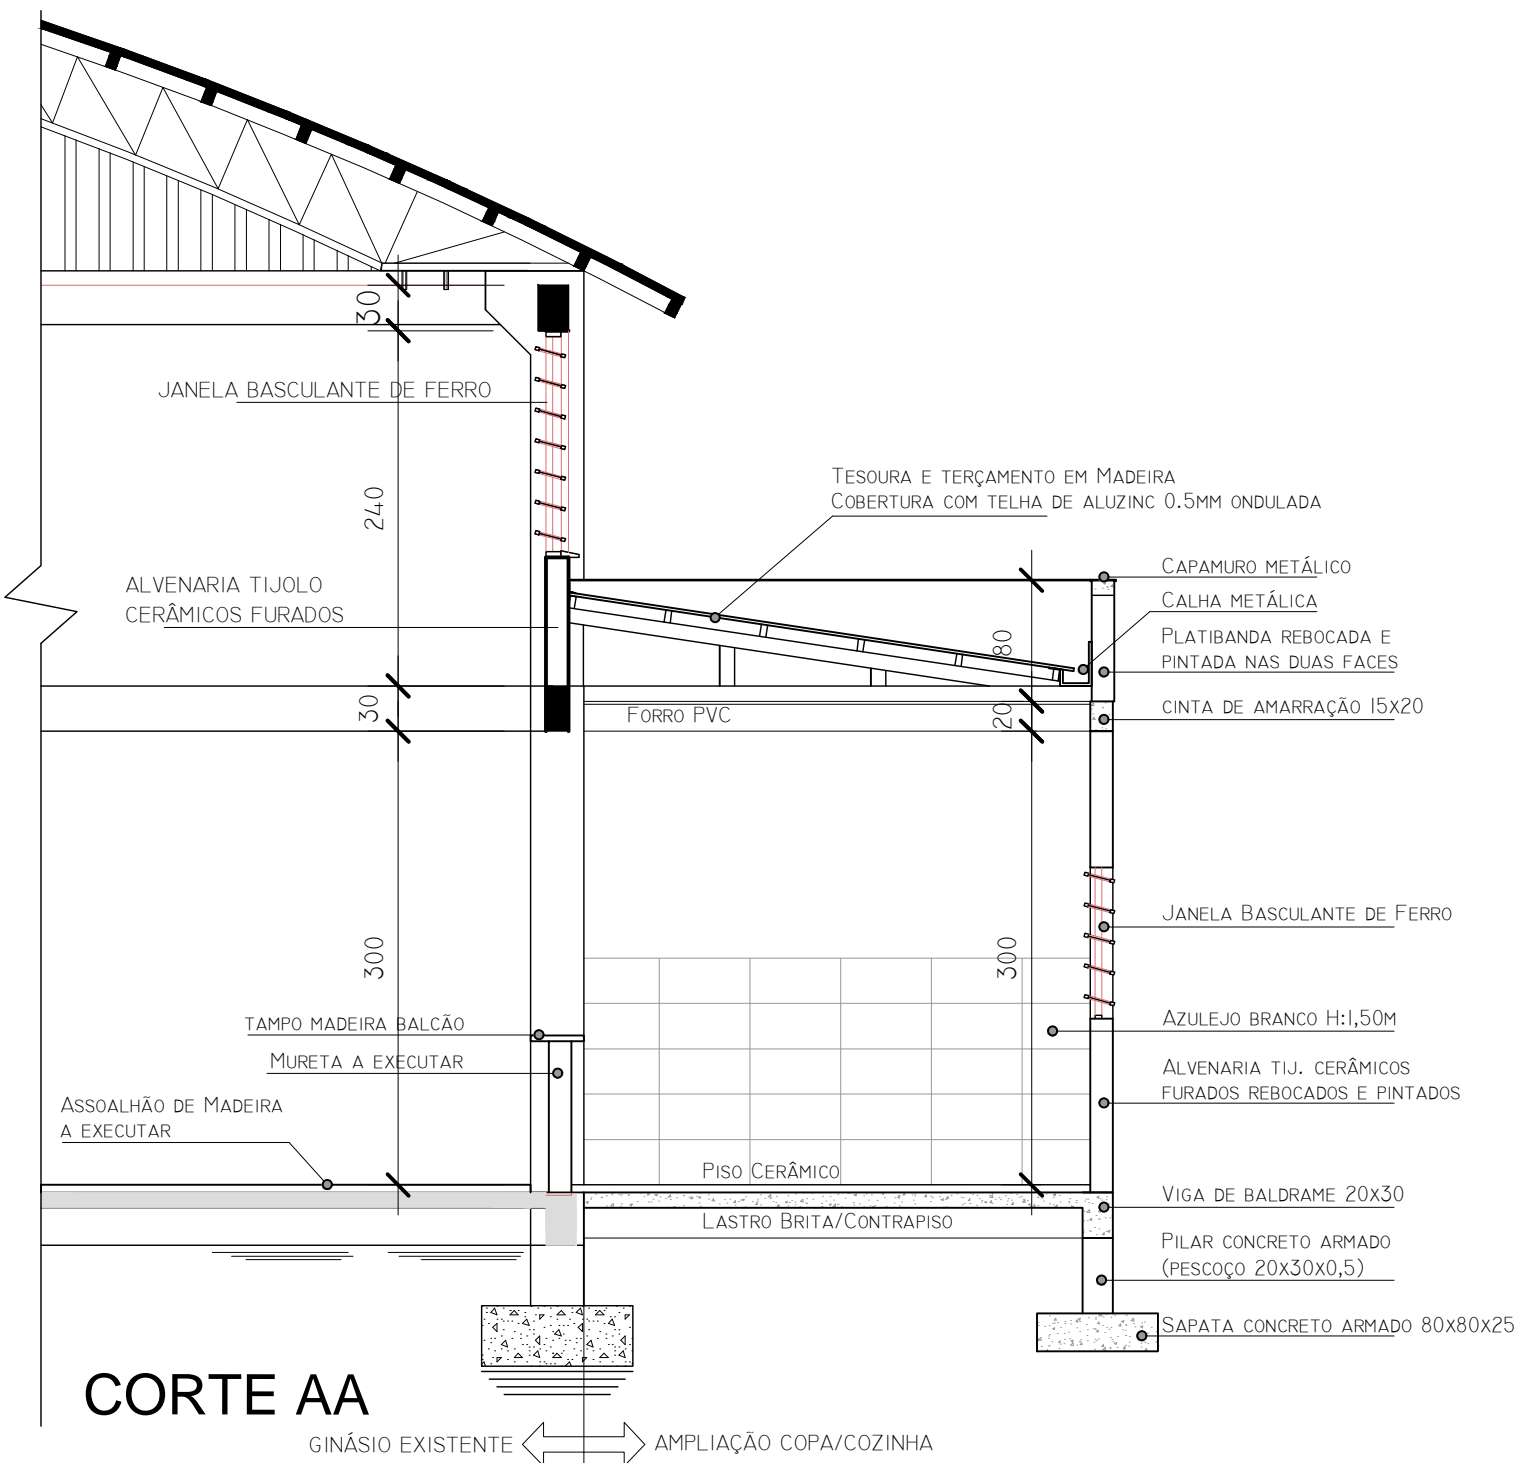 30
JANELA BASCULANTE DE FERRO
240
TESOURA E TERÇAMENTO EM MADEIRA
COBERTURA COM TELHA DE ALUZINC 0.5MM ONDULADA
ALVENARIA TIJOLO
CERÂMICOS FURADOS
CAPAMURO METÁLICO
CALHA METÁLICA
80
PLATIBANDA REBOCADA E
PINTADA NAS DUAS FACES
30
FORRO PVC
20
CINTA DE AMARRAÇÃO 15X20
300
300
JANELA BASCULANTE DE FERRO
TAMPO MADEIRA BALCÃO
AZULEJO BRANCO H:1,50M
MURETA A EXECUTAR
ALVENARIA TIJ. CERÂMICOS
FURADOS REBOCADOS E PINTADOS
ASSOALHÃO DE MADEIRA
A EXECUTAR
PISO CERÂMICO
VIGA DE BALDRAME 20X30
LASTRO BRITA/CONTRAPISO
PILAR CONCRETO ARMADO
(PESCOÇO 20X30X0,5)
SAPATA CONCRETO ARMADO 80X80X25
CORTE AA
GINÁSIO EXISTENTE
AMPLIAÇÃO COPA/COZINHA